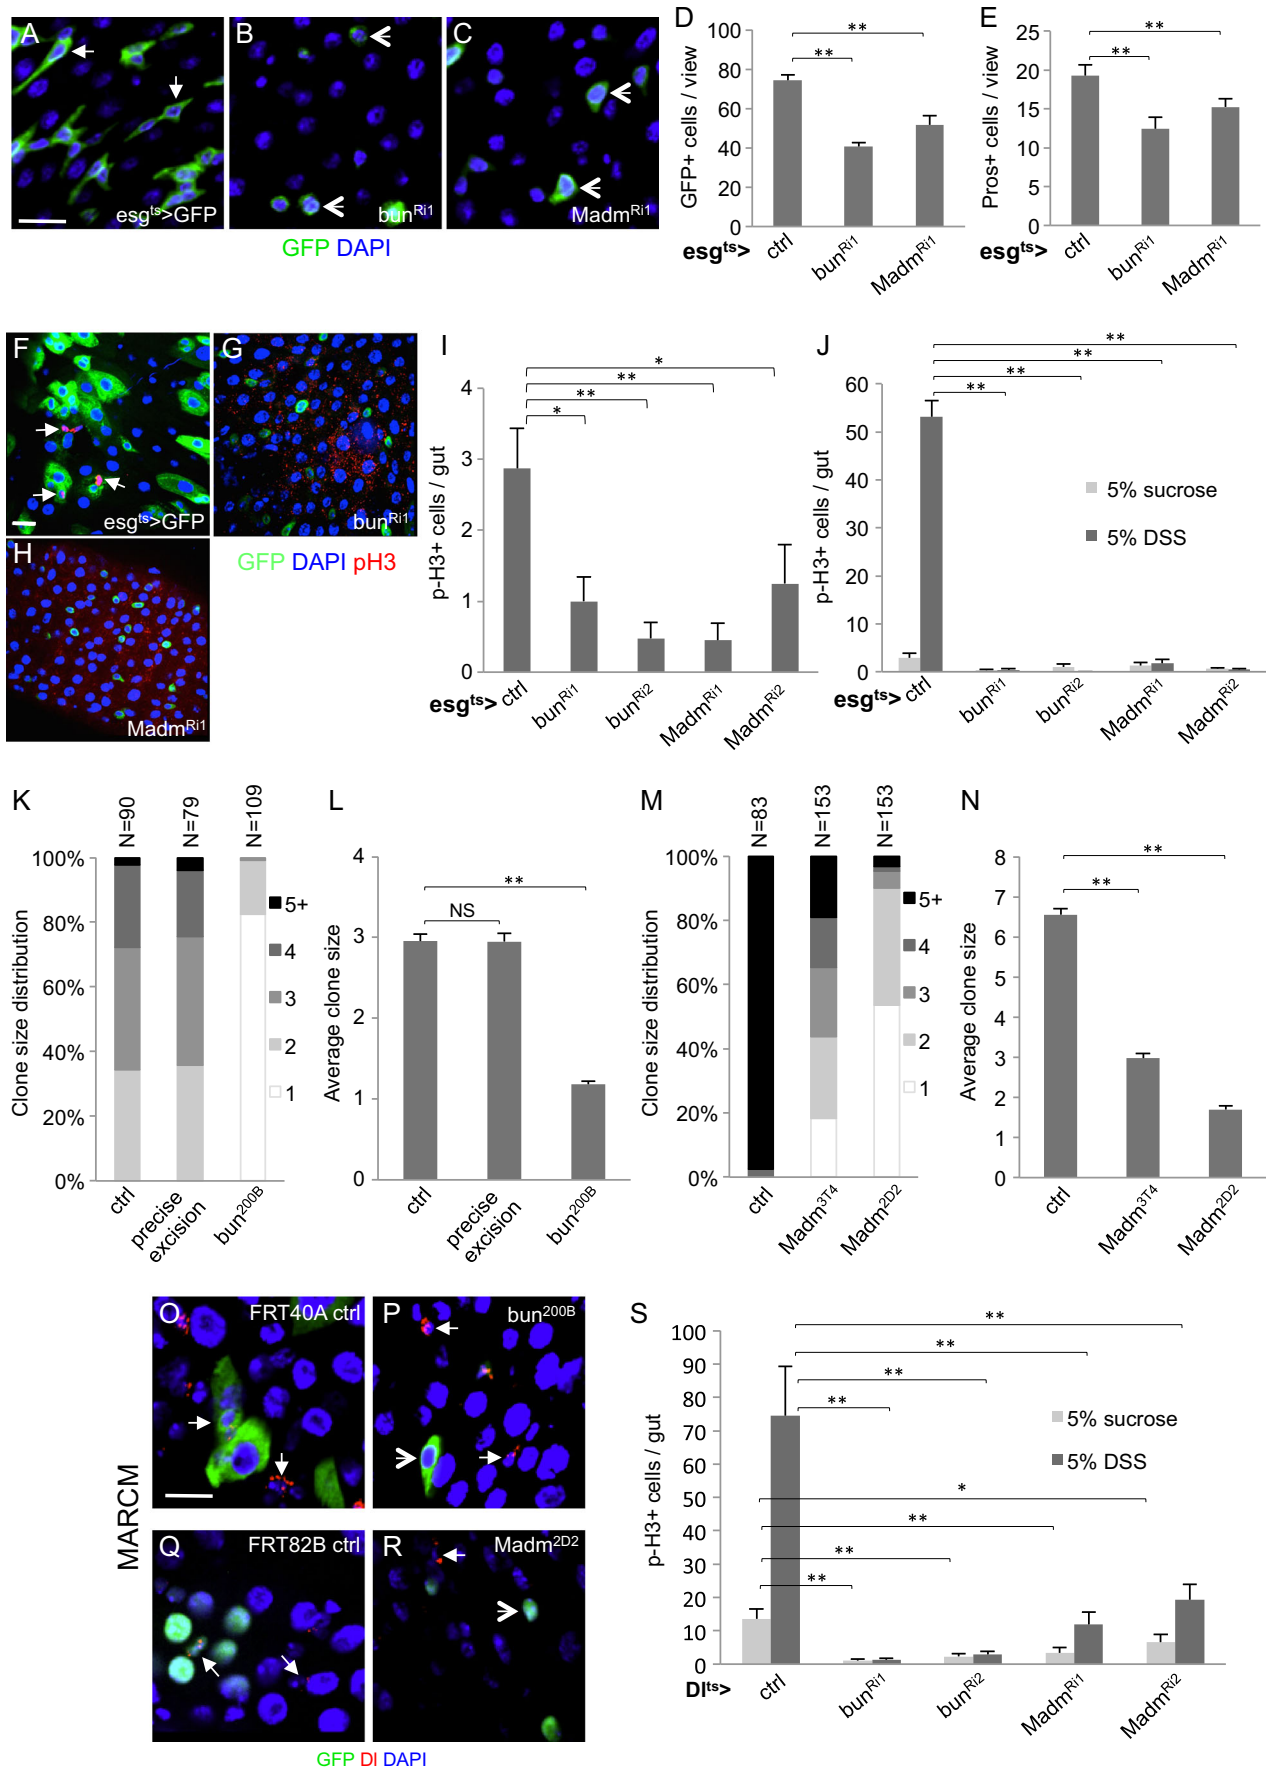 A
esg^ts>GFP
B
bun^Ri1
C
Madm^Ri1
GFP DAPI
D
GFP+ cells / view
100
80
60
40
20
0
** **
esg^ts> ctrl bun^Ri1 Madm^Ri1
E
Pros+ cells / view
25
20
15
10
5
0
** **
esg^ts> ctrl bun^Ri1 Madm^Ri1
F
esg^ts>GFP
G
bun^Ri1
H
Madm^Ri1
GFP DAPI pH3
I
p-H3+ cells / gut
4
3
2
1
0
*
**
**
*
esg^ts> ctrl bun^Ri1 bun^Ri2 Madm^Ri1 Madm^Ri2
J
p-H3+ cells / gut
60
50
40
30
20
10
0
**
**
**
**
5% sucrose
5% DSS
esg^ts> ctrl bun^Ri1 bun^Ri2 Madm^Ri1 Madm^Ri2
K
Clone size distribution
100%
80%
60%
40%
20%
0%
N=90 N=79 N=109
5+
4
3
2
1
ctrl precise excision bun^200B
L
Average clone size
4
3
2
1
0
**
NS
ctrl precise excision bun^200B
M
Clone size distribution
100%
80%
60%
40%
20%
0%
N=83 N=153 N=153
5+
4
3
2
1
ctrl Madm^3T4 Madm^2D2
N
Average clone size
8
7
6
5
4
3
2
1
0
**
**
ctrl Madm^3T4 Madm^2D2
MARCM
O
FRT40A ctrl
P
bun^200B
Q
FRT82B ctrl
R
Madm^2D2
GFP Dl DAPI
S
p-H3+ cells / gut
100
90
80
70
60
50
40
30
20
10
0
**
**
**
**
*
**
**
**
5% sucrose
5% DSS
Dl^ts> ctrl bun^Ri1 bun^Ri2 Madm^Ri1 Madm^Ri2